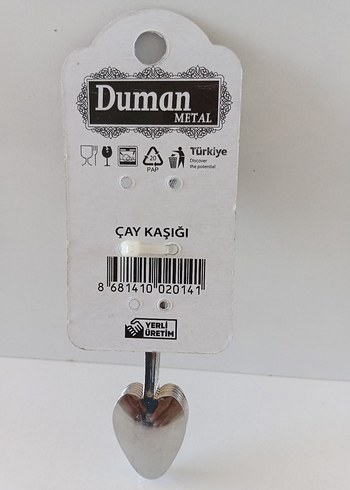 Duman
METAL
20
PAP
Türkiye
Discover
the potential
ÇAY KAŞIĞI
8 681410 020141
YERLİ
ÜRETİM